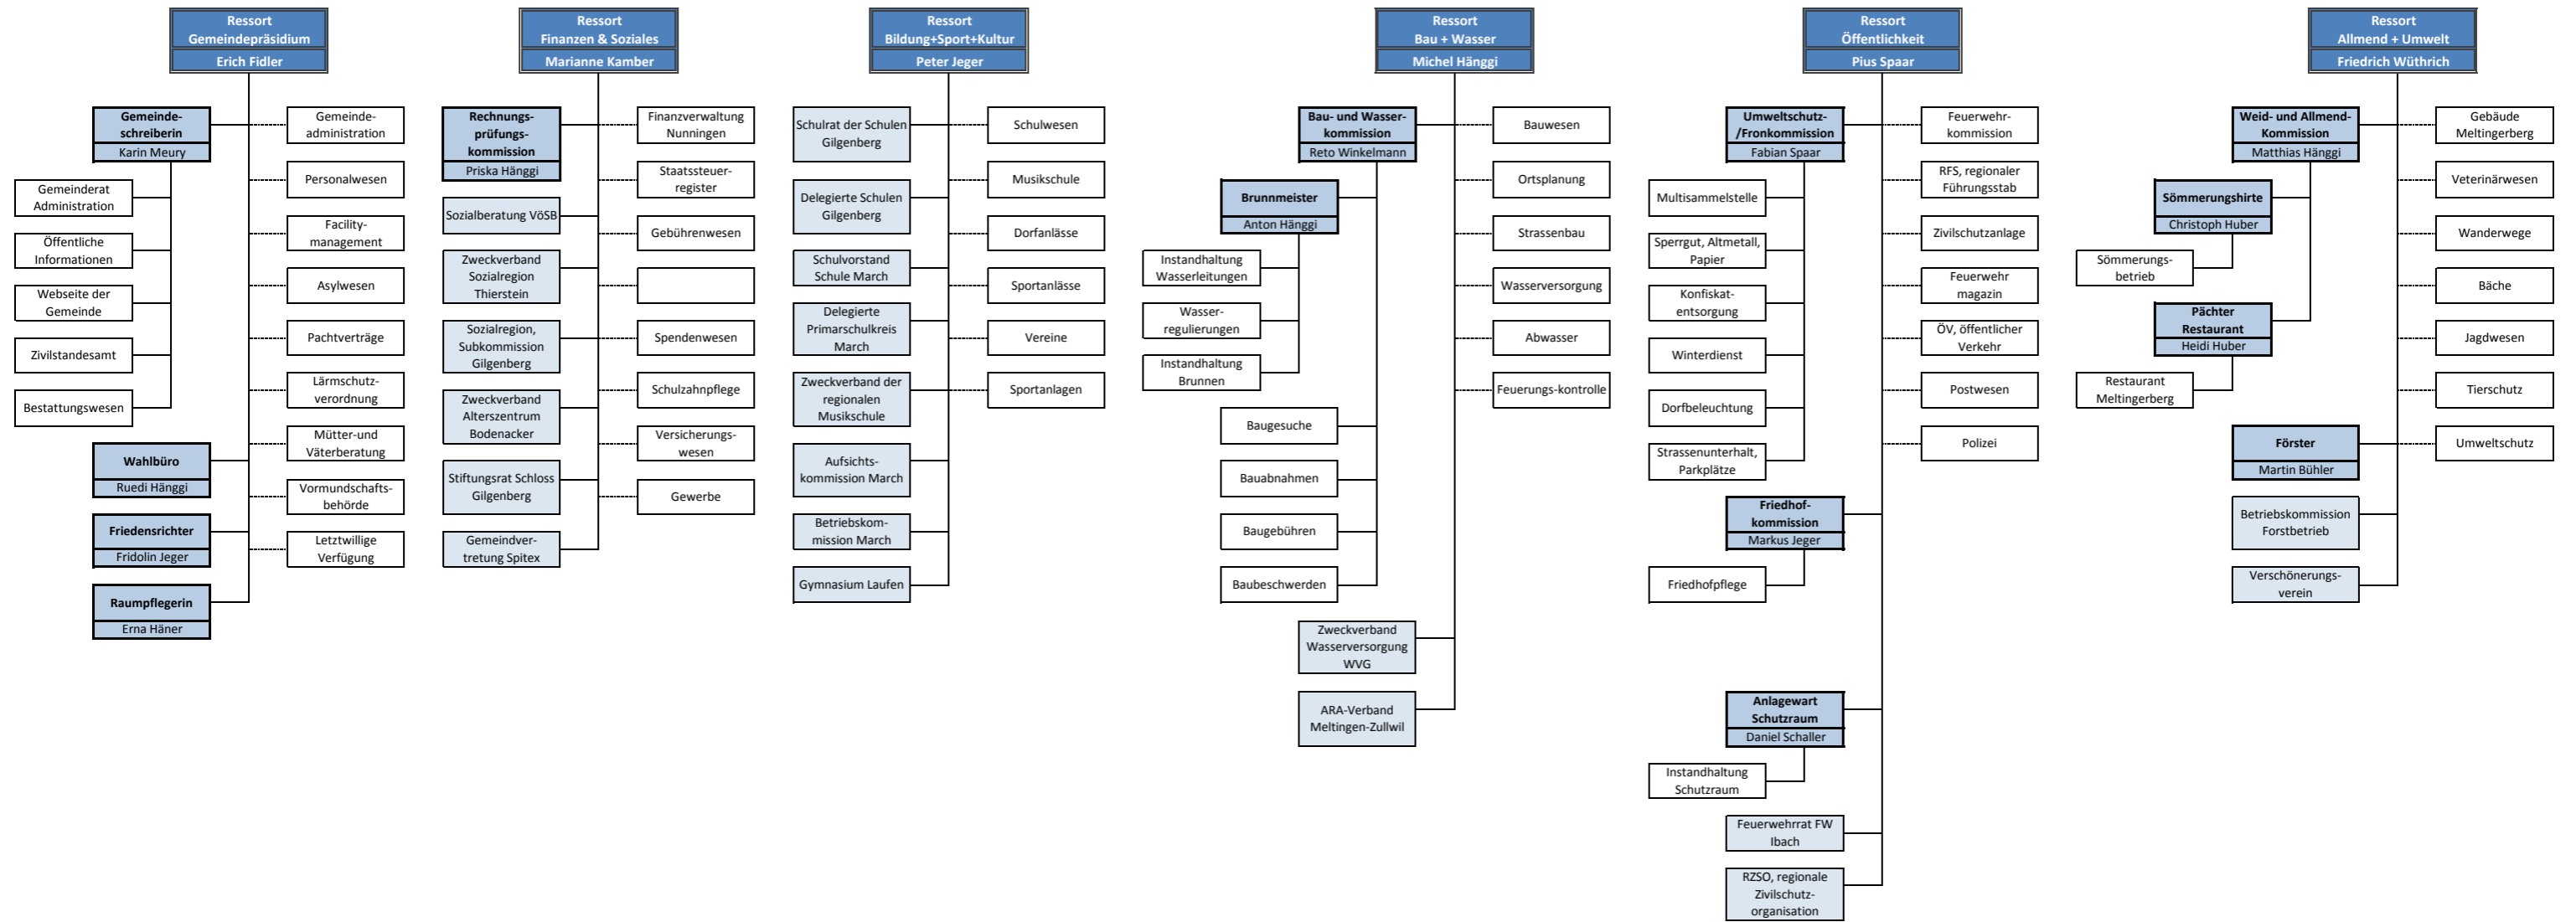 Ressort
Gemeindepräsidium
Erich Fidler
Gemeinde-
schreiberin
Karin Meury
Gemeinderat
Administration
Öffentliche
Informationen
Webseite der
Gemeinde
Zivilstandesamt
Bestattungswesen
Wahlbüro
Ruedi Hänggi
Friedensrichter
Fridolin Jeger
Raumpflegerin
Erna Häner
Gemeinde-
administration
Personalwesen
Facility-
management
Asylwesen
Pachtverträge
Lärmschutz-
verordnung
Mütter-und
Väterberatung
Vormundschafts-
behörde
Letztwillige
Verfügung
Ressort
Finanzen & Soziales
Marianne Kamber
Rechnungs-
prüfungs-
kommission
Priska Hänggi
Sozialberatung VöSB
Zweckverband
Sozialregion
Thierstein
Sozialregion,
Subkommission
Gilgenberg
Zweckverband
Alterszentrum
Bodenacker
Stiftungsrat Schloss
Gilgenberg
Gemeindver-
tretung Spitex
Finanzverwaltung
Nunningen
Staatssteuer-
register
Gebührenwesen
Spendenwesen
Schulzahnpflege
Versicherungs-
wesen
Gewerbe
Ressort
Bildung+Sport+Kultur
Peter Jeger
Schulrat der Schulen
Gilgenberg
Delegierte Schulen
Gilgenberg
Schulvorstand
Schule March
Delegierte
Primarschulkreis
March
Zweckverband der
regionalen
Musikschule
Aufsichts-
kommission March
Betriebskom-
mission March
Gymnasium Laufen
Schulwesen
Musikschule
Dorfanlässe
Sportanlässe
Vereine
Sportanlagen
Ressort
Bau + Wasser
Michel Hänggi
Bau- und Wasser-
kommission
Reto Winkelmann
Brunnmeister
Anton Hänggi
Instandhaltung
Wasserleitungen
Wasser-
regulierungen
Instandhaltung
Brunnen
Baugesuche
Bauabnahmen
Baugebühren
Baubeschwerden
Zweckverband
Wasserversorgung
WVG
ARA-Verband
Meltingen-Zullwil
Bauwesen
Ortsplanung
Strassenbau
Wasserversorgung
Abwasser
Feuerungs-kontrolle
Ressort
Öffentlichkeit
Pius Spaar
Umweltschutz-
/Fronkommission
Fabian Spaar
Multisammelstelle
Sperrgut, Altmetall,
Papier
Konfiskat-
entsorgung
Winterdienst
Dorfbeleuchtung
Strassenunterhalt,
Parkplätze
Friedhof-
kommission
Markus Jeger
Friedhofpflege
Anlagewart
Schutzraum
Daniel Schaller
Instandhaltung
Schutzraum
Feuerwehrrat FW
Ibach
RZSO, regionale
Zivilschutz-
organisation
Feuerwehr-
kommission
RFS, regionaler
Führungsstab
Zivilschutzanlage
Feuerwehr
magazin
ÖV, öffentlicher
Verkehr
Postwesen
Polizei
Ressort
Allmend + Umwelt
Friedrich Wüthrich
Weid- und Allmend-
Kommission
Matthias Hänggi
Sömmerungshirte
Christoph Huber
Sömmerungs-
betrieb
Pächter
Restaurant
Heidi Huber
Restaurant
Meltingerberg
Förster
Martin Bühler
Betriebskommission
Forstbetrieb
Verschönerungs-
verein
Gebäude
Meltingerberg
Veterinärwesen
Wanderwege
Bäche
Jagdwesen
Tierschutz
Umweltschutz